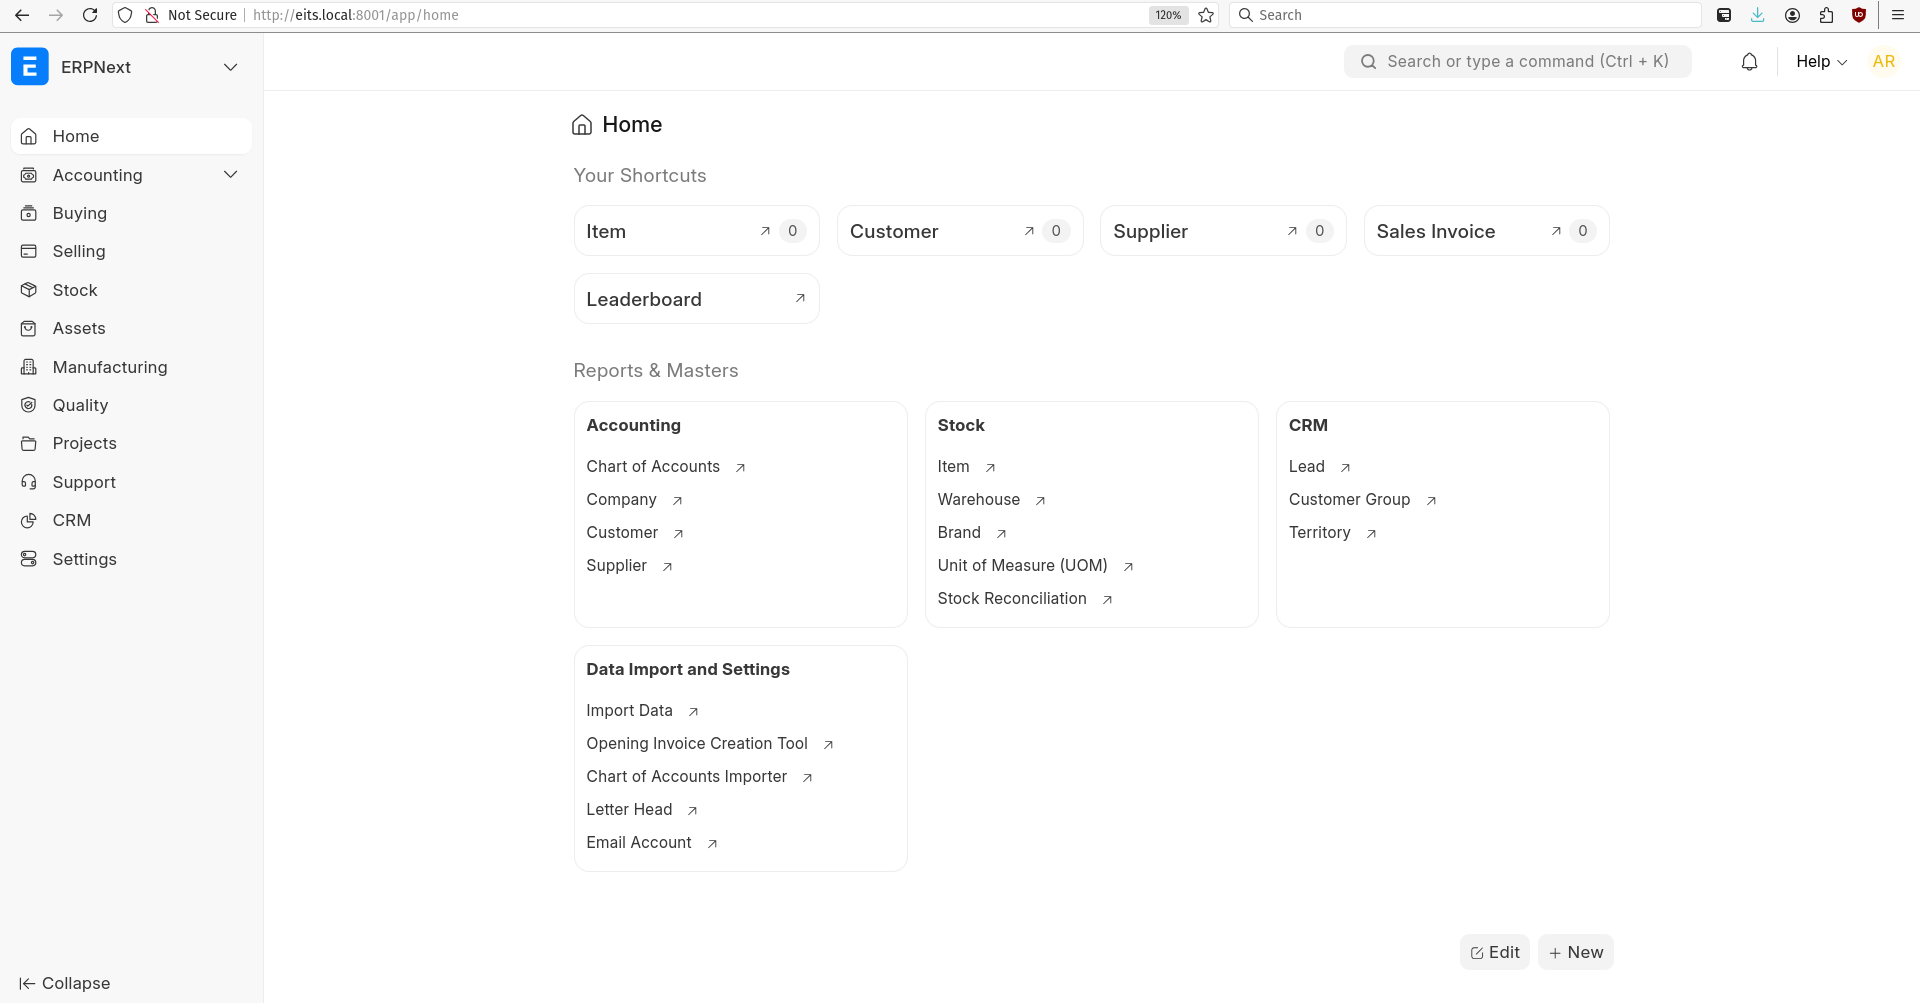 Not Secure http://eits.local:8001/app/home 120% Search
ERPNext
Search or type a command (Ctrl + K) Help AR
Home
Accounting
Buying
Selling
Stock
Assets
Manufacturing
Quality
Projects
Support
CRM
Settings
Collapse
Home
Your Shortcuts
Item 0 Customer 0 Supplier 0 Sales Invoice 0
Leaderboard
Reports & Masters
Accounting
Chart of Accounts
Company
Customer
Supplier
Stock
Item
Warehouse
Brand
Unit of Measure (UOM)
Stock Reconciliation
CRM
Lead
Customer Group
Territory
Data Import and Settings
Import Data
Opening Invoice Creation Tool
Chart of Accounts Importer
Letter Head
Email Account
Edit New